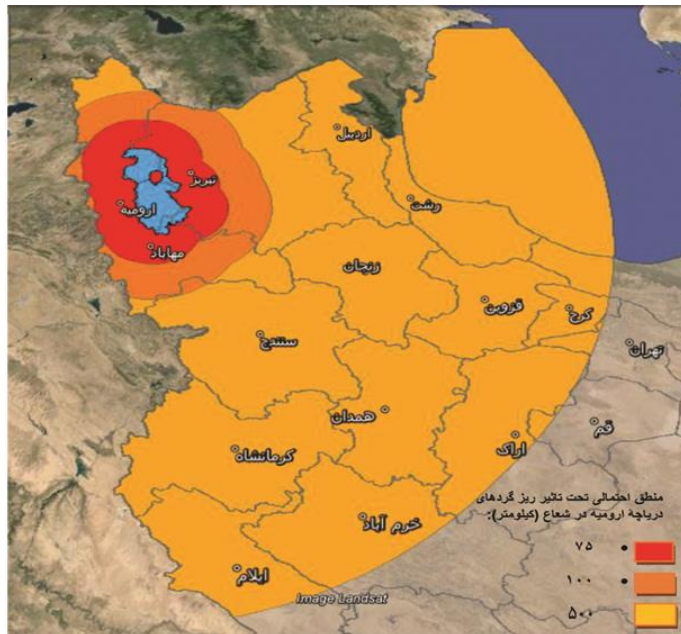 اردبیل
تبریز
رشت
ارومیه
مهاباد
زنجان
قزوین
کرج
سنندج
تهران
همدان
قم
اراک
کرمانشاه
منطق احتمالی تحت تاثیر ریز گردهای
دریاچة ارومیه در شعاع (کیلومتر):
خرم آباد
۷۵
ایلام
۱۰۰
Image Landsat
۵۰۰